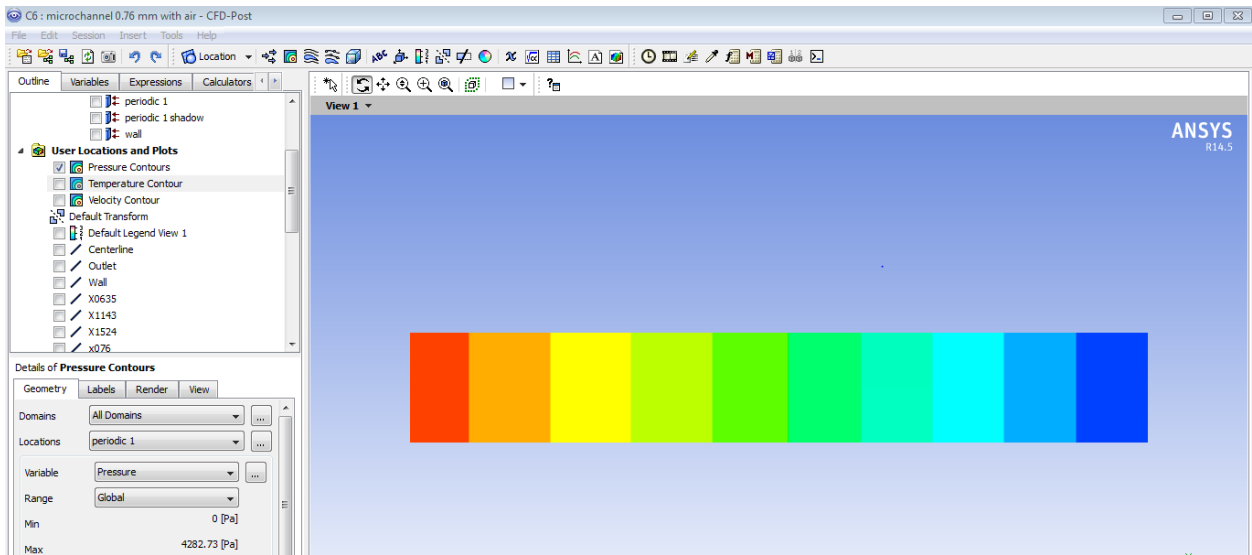 C6 : microchannel 0.76 mm with air - CFD-Post
File Edit Session Insert Tools Help
Location
Outline Variables Expressions Calculators
View 1
periodic 1
periodic 1 shadow
wall
User Locations and Plots
Pressure Contours
Temperature Contour
Velocity Contour
Default Transform
Default Legend View 1
Centerline
Outlet
Wall
X0635
X1143
X1524
x076
ANSYS
R14.5
Details of Pressure Contours
Geometry Labels Render View
Domains All Domains ...
Locations periodic 1 ...
Variable Pressure ...
Range Global
Min 0 [Pa]
Max 4282.73 [Pa]